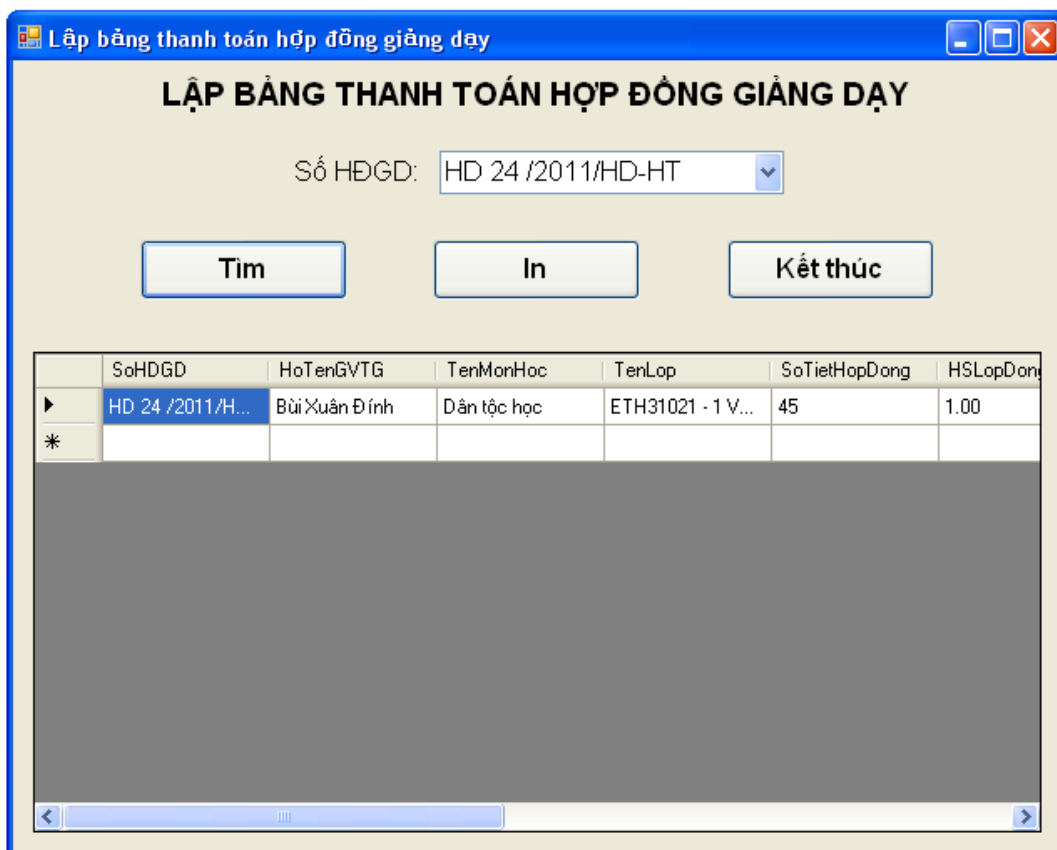 Lập bảng thanh toán hợp đồng giảng dạy
LẬP BẢNG THANH TOÁN HỢP ĐỒNG GIẢNG DẠY
Số HĐGD: HD 24 /2011/HD-HT
Tìm In Kết thúc
SoHDGD HoTenGVTG TenMonHoc TenLop SoTietHopDong HSLopDong
HD 24 /2011/H... Bùi Xuân Đính Dân tộc học ETH31021 - 1 V... 45 1.00